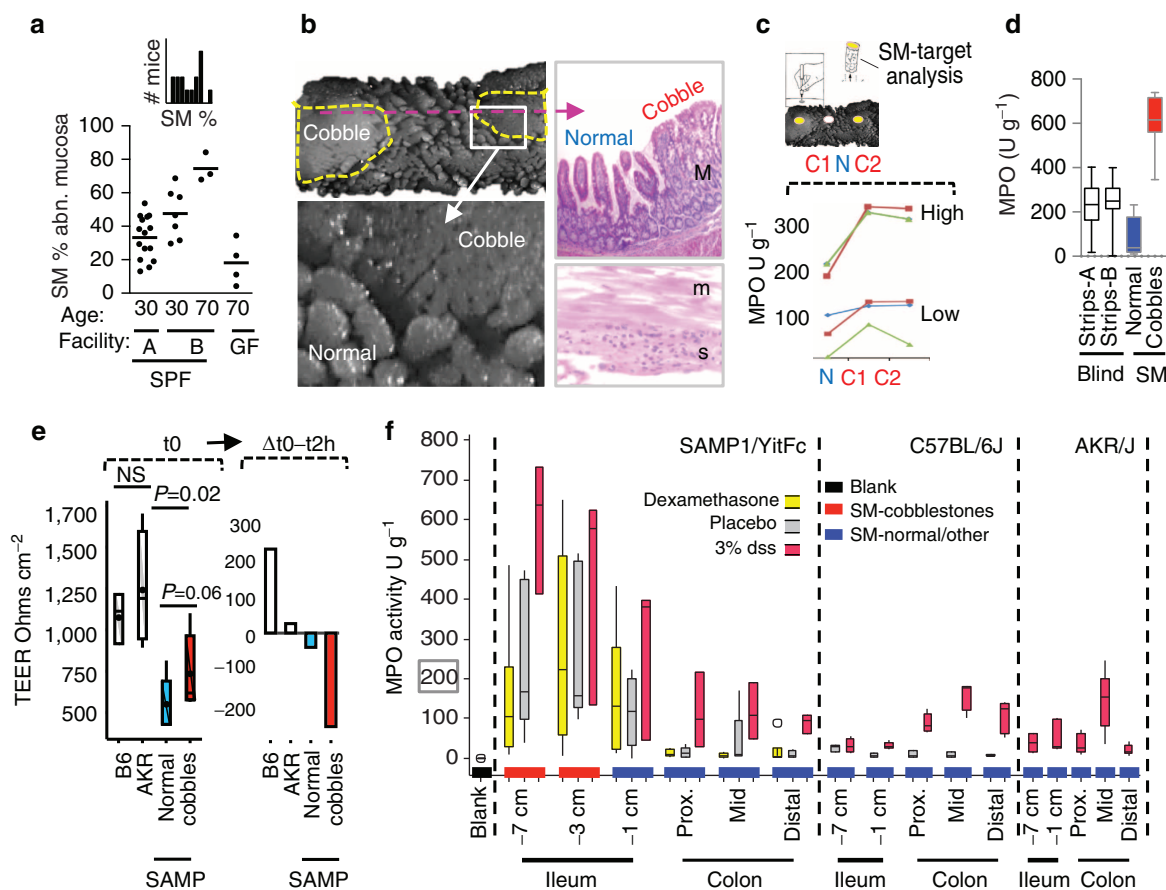 a
# mice
SM %
SM % abn. mucosa
100
80
60
40
20
0
Age: 30 30 70 70
Facility: A B GF
SPF
b
Cobble
Cobble
Normal
Normal
Cobble
M
m
s
c
SM-target
analysis
C1 N C2
MPO U g−1
300
200
100
High
Low
N C1 C2
d
MPO (U g−1)
800
600
400
200
0
Strips-A
Strips-B
Normal
Cobbles
Blind SM
e
t0
Δt0–t2h
NS
P=0.02
P=0.06
TEER Ohms cm−2
1,700
1,500
1,250
1,000
750
500
300
200
100
0
−100
−200
B6
AKR
Normal
cobbles
SAMP
B6
AKR
Normal
cobbles
SAMP
f
MPO activity U g−1
800
700
600
500
400
300
200
100
0
SAMP1/YitFc
C57BL/6J
AKR/J
Dexamethasone
Placebo
3% dss
Blank
SM-cobblestones
SM-normal/other
Blank
−7 cm
−3 cm
−1 cm
Prox.
Mid
Distal
−7 cm
−1 cm
Prox.
Mid
Distal
−7 cm
−1 cm
Prox.
Mid
Distal
Ileum Colon Ileum Colon Ileum Colon